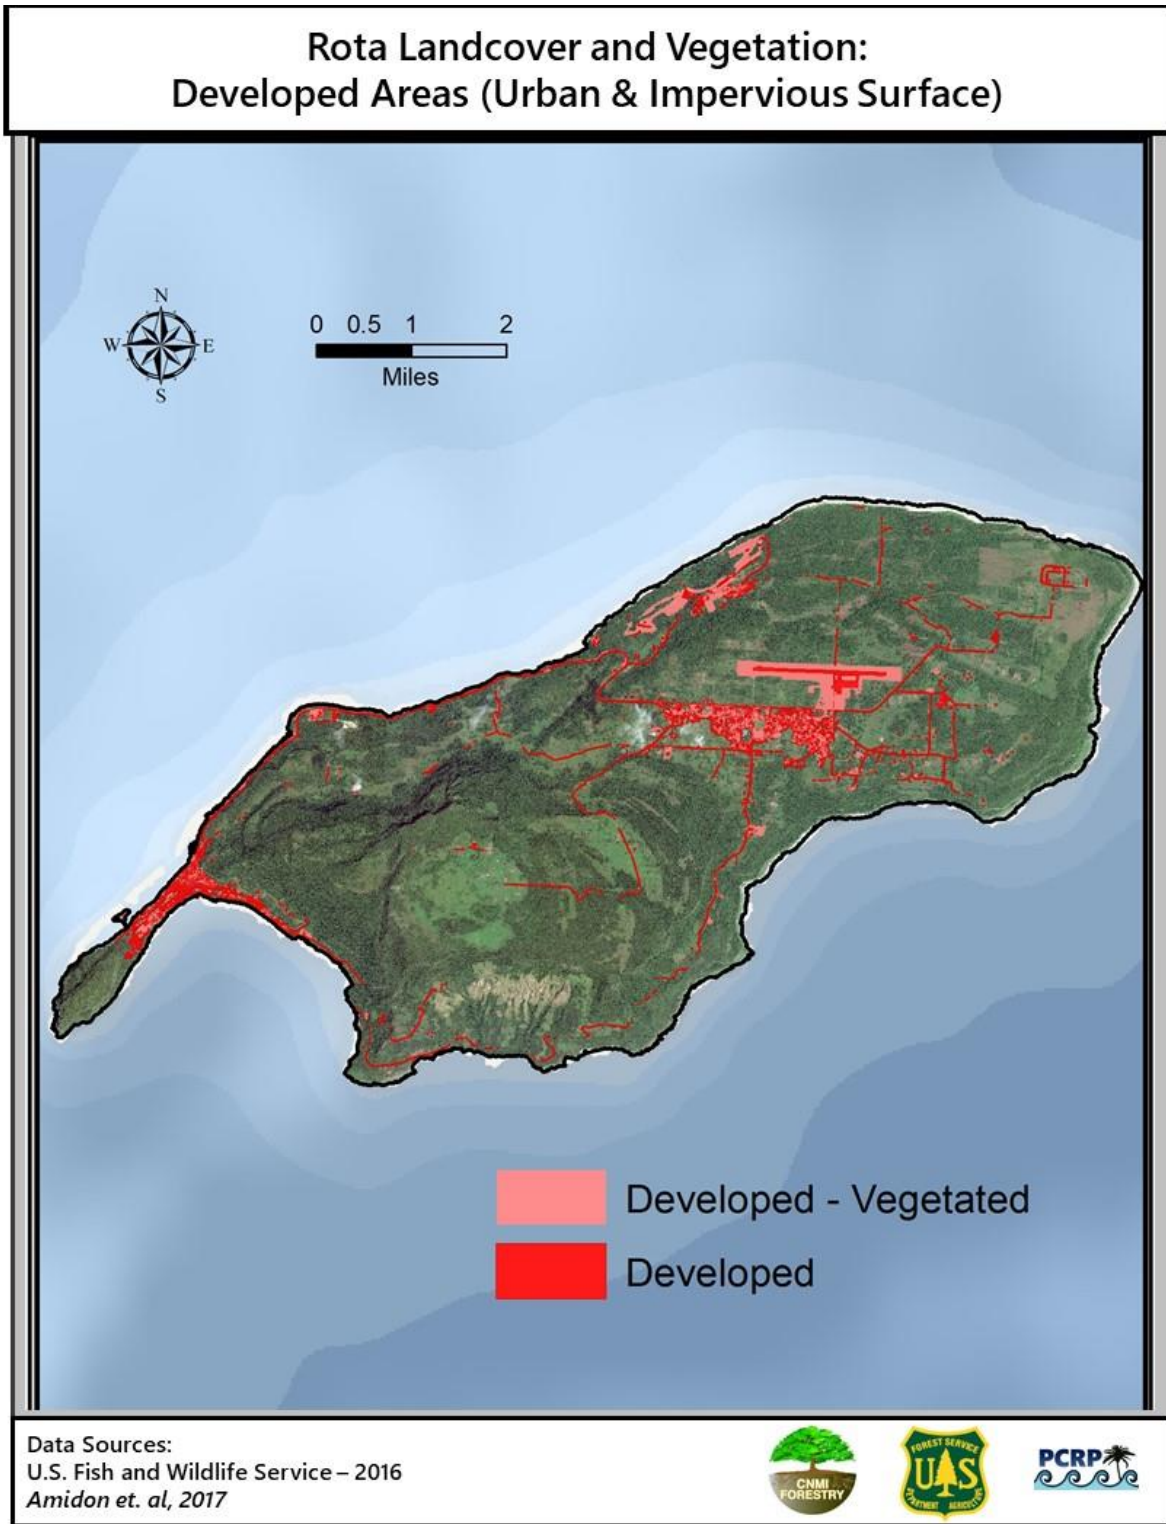 Rota Landcover and Vegetation:
Developed Areas (Urban & Impervious Surface)
N
W E
S
0 0.5 1 2
Miles
Developed - Vegetated
Developed
Data Sources:
U.S. Fish and Wildlife Service – 2016
Amidon et. al, 2017
CNMI
FORESTRY
FOREST SERVICE
UAS
DEPARTMENT OF AGRICULTURE
PCRP